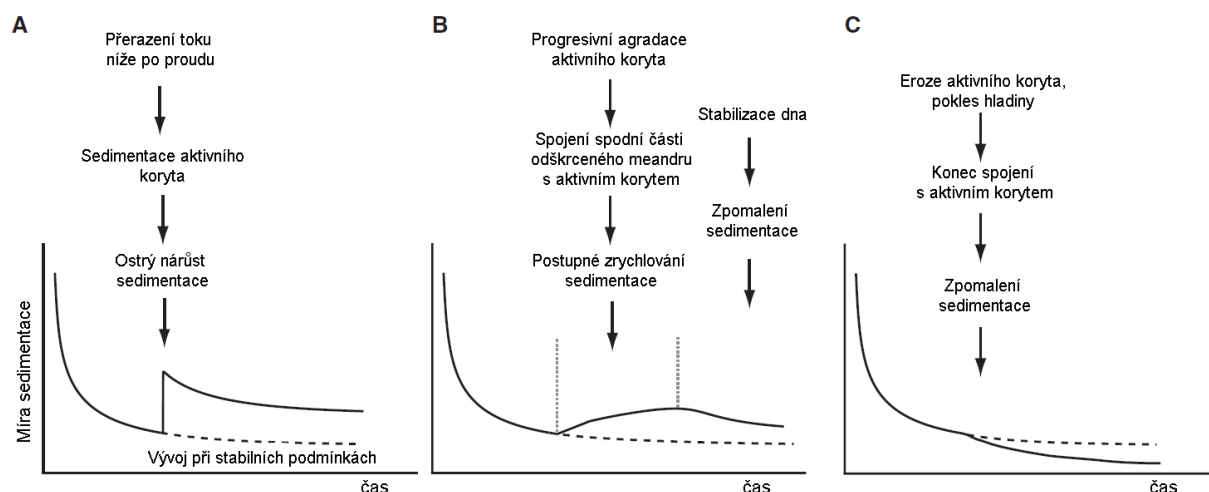 A
Přerazení toku
níže po proudu
Sedimentace aktivního
koryta
Ostrý nárůst
sedimentace
Míra sedimentace
Vývoj při stabilních podmínkách
čas
B
Progresivní agradace
aktivního koryta
Spojení spodní části
odškrceného meandru
s aktivním korytem
Postupné zrychlování
sedimentace
Stabilizace dna
Zpomalení
sedimentace
čas
C
Eroze aktivního koryta,
pokles hladiny
Konec spojení
s aktivním korytem
Zpomalení
sedimentace
čas